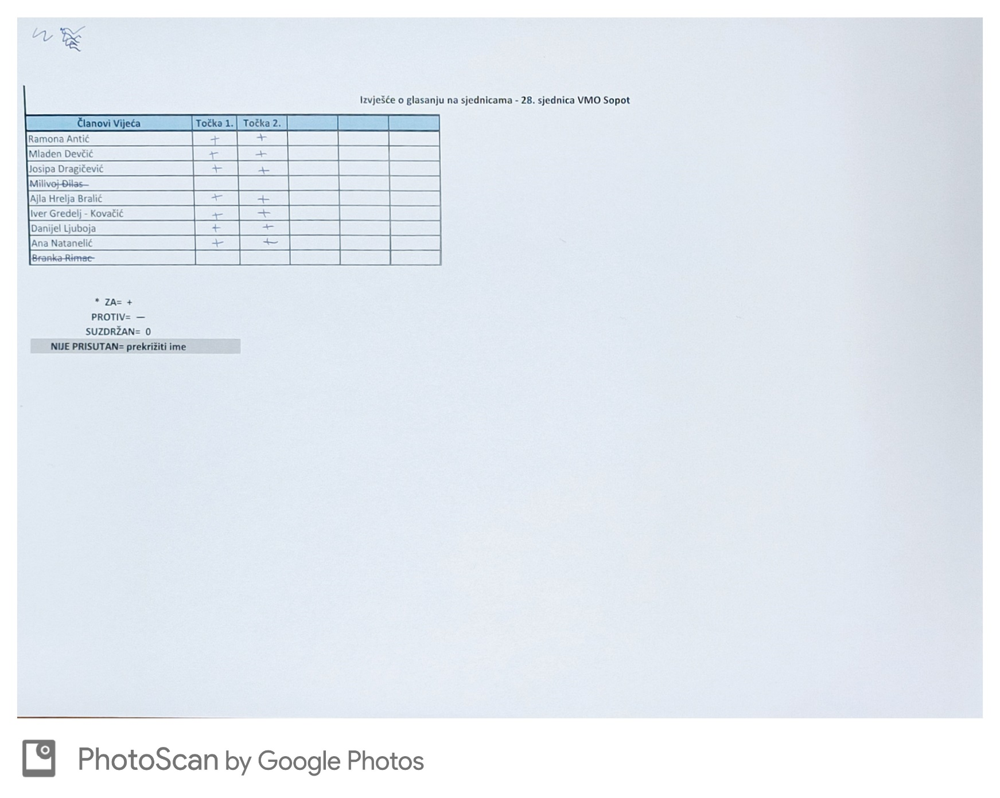 Izvješće o glasanju na sjednicama - 28. sjednica VMO Sopot
Članovi Vijeća Točka 1. Točka 2.
Ramona Antić + +
Mladen Devčić + +
Josipa Dragičević + +
Milivoj Đilas
Ajla Hrelja Bralić + +
Iver Gredelj - Kovačić + +
Danijel Ljuboja + +
Ana Natanelić + +
Branka Rimac
* ZA= +
PROTIV= —
SUZDRŽAN= 0
NIJE PRISUTAN= prekrižiti ime
PhotoScan by Google Photos